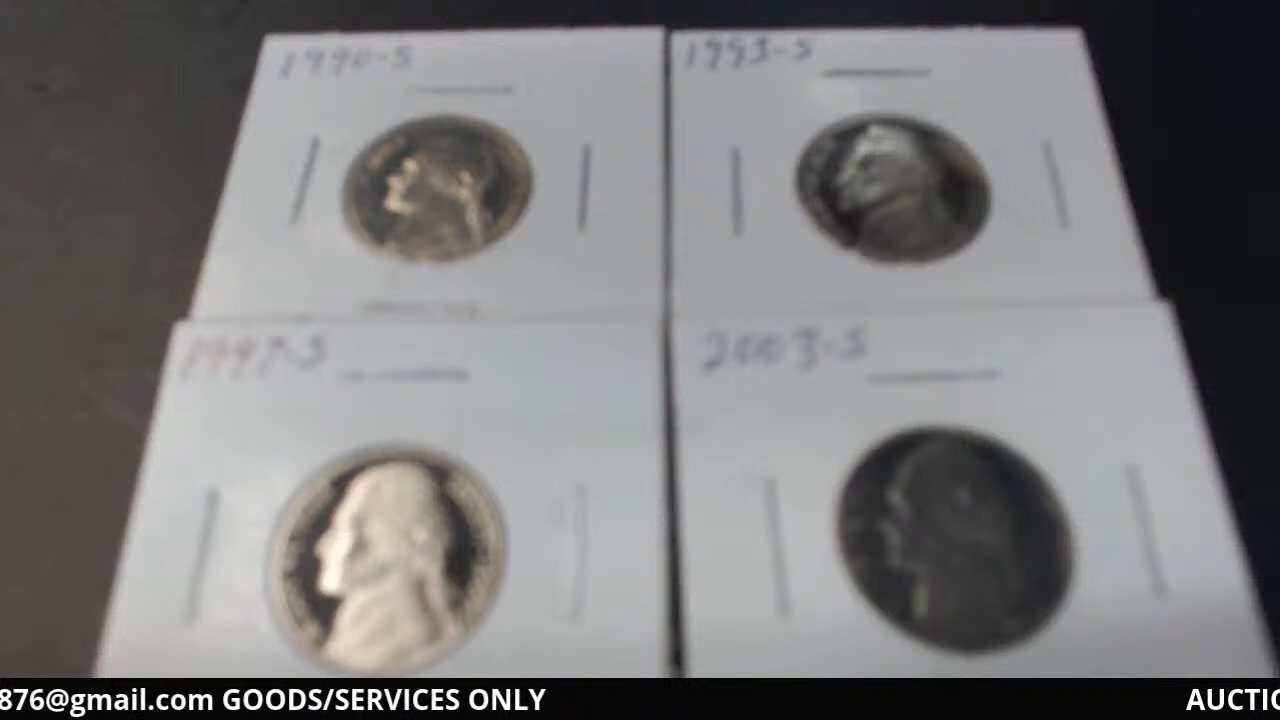 1990-S
1993-S
1997-S
2003-S
876@gmail.com GOODS/SERVICES ONLY
AUCTIO